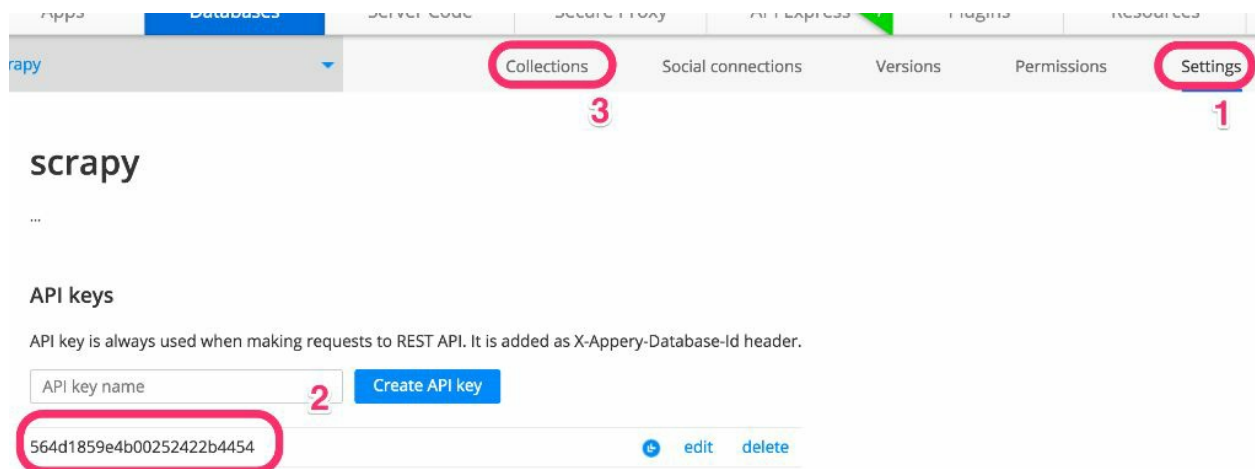 Apps Databases Server Code Secure Proxy API Express Plugins Resources
rapy Collections Social connections Versions Permissions Settings
3 1
scrapy
...
API keys
API key is always used when making requests to REST API. It is added as X-Appery-Database-Id header.
API key name 2 Create API key
564d1859e4b00252422b4454 edit delete